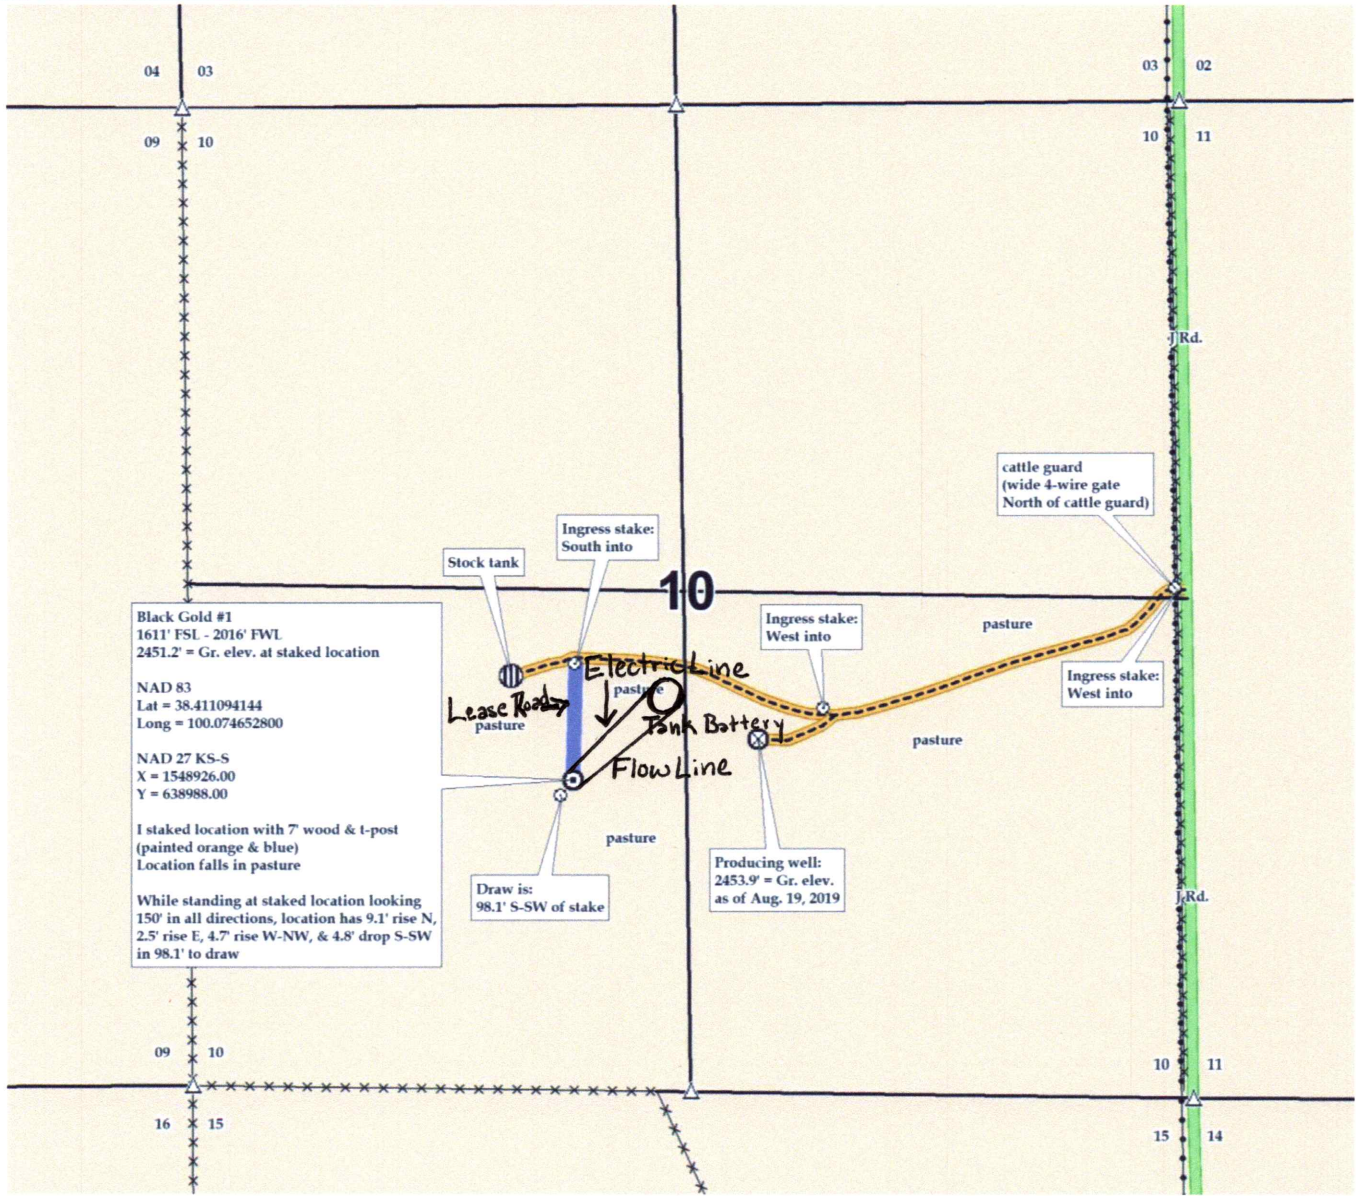 04 03
03 02
09 10
10 11
J Rd.
cattle guard
(wide 4-wire gate
North of cattle guard)
Ingress stake:
South into
Stock tank
10
Black Gold #1
1611' FSL - 2016' FWL
2451.2' = Gr. elev. at staked location
NAD 83
Lat = 38.411094144
Long = 100.074652800
NAD 27 KS-S
X = 1548926.00
Y = 638988.00
I staked location with 7' wood & t-post
(painted orange & blue)
Location falls in pasture
While standing at staked location looking
150' in all directions, location has 9.1' rise N,
2.5' rise E, 4.7' rise W-NW, & 4.8' drop S-SW
in 98.1' to draw
Ingress stake:
West into
pasture
Ingress stake:
West into
Electric Line
pasture
Lease Road
pasture
Tank Battery
pasture
Flow Line
pasture
Producing well:
2453.9' = Gr. elev.
as of Aug. 19, 2019
Draw is:
98.1' S-SW of stake
J Rd.
09 10
10 11
16 15
15 14